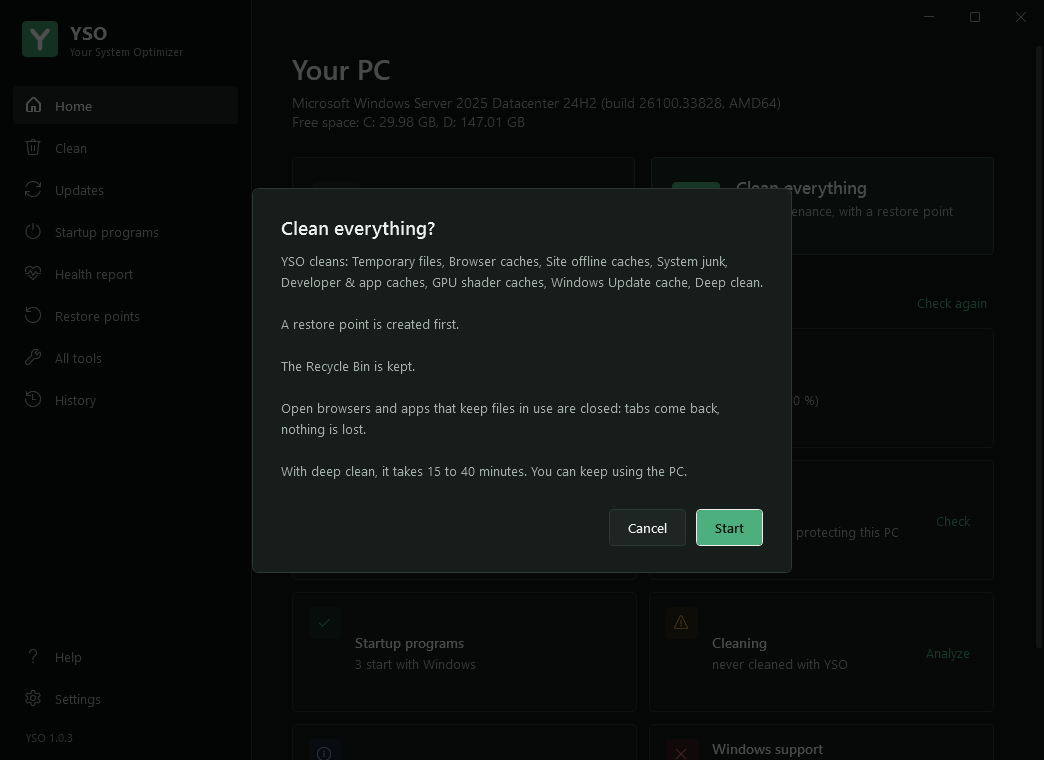 YSO
Your System Optimizer
Home
Clean
Updates
Startup programs
Health report
Restore points
All tools
History
Help
Settings
YSO 1.0.3
Your PC
Microsoft Windows Server 2025 Datacenter 24H2 (build 26100.33828, AMD64)
Free space: C: 29.98 GB, D: 147.01 GB
Clean everything
enance, with a restore point
Check again
Clean everything?
YSO cleans: Temporary files, Browser caches, Site offline caches, System junk,
Developer & app caches, GPU shader caches, Windows Update cache, Deep clean.
A restore point is created first.
The Recycle Bin is kept.
Open browsers and apps that keep files in use are closed: tabs come back,
nothing is lost.
With deep clean, it takes 15 to 40 minutes. You can keep using the PC.
Cancel
Start
0 %)
protecting this PC
Check
Startup programs
3 start with Windows
Cleaning
never cleaned with YSO
Analyze
Windows support